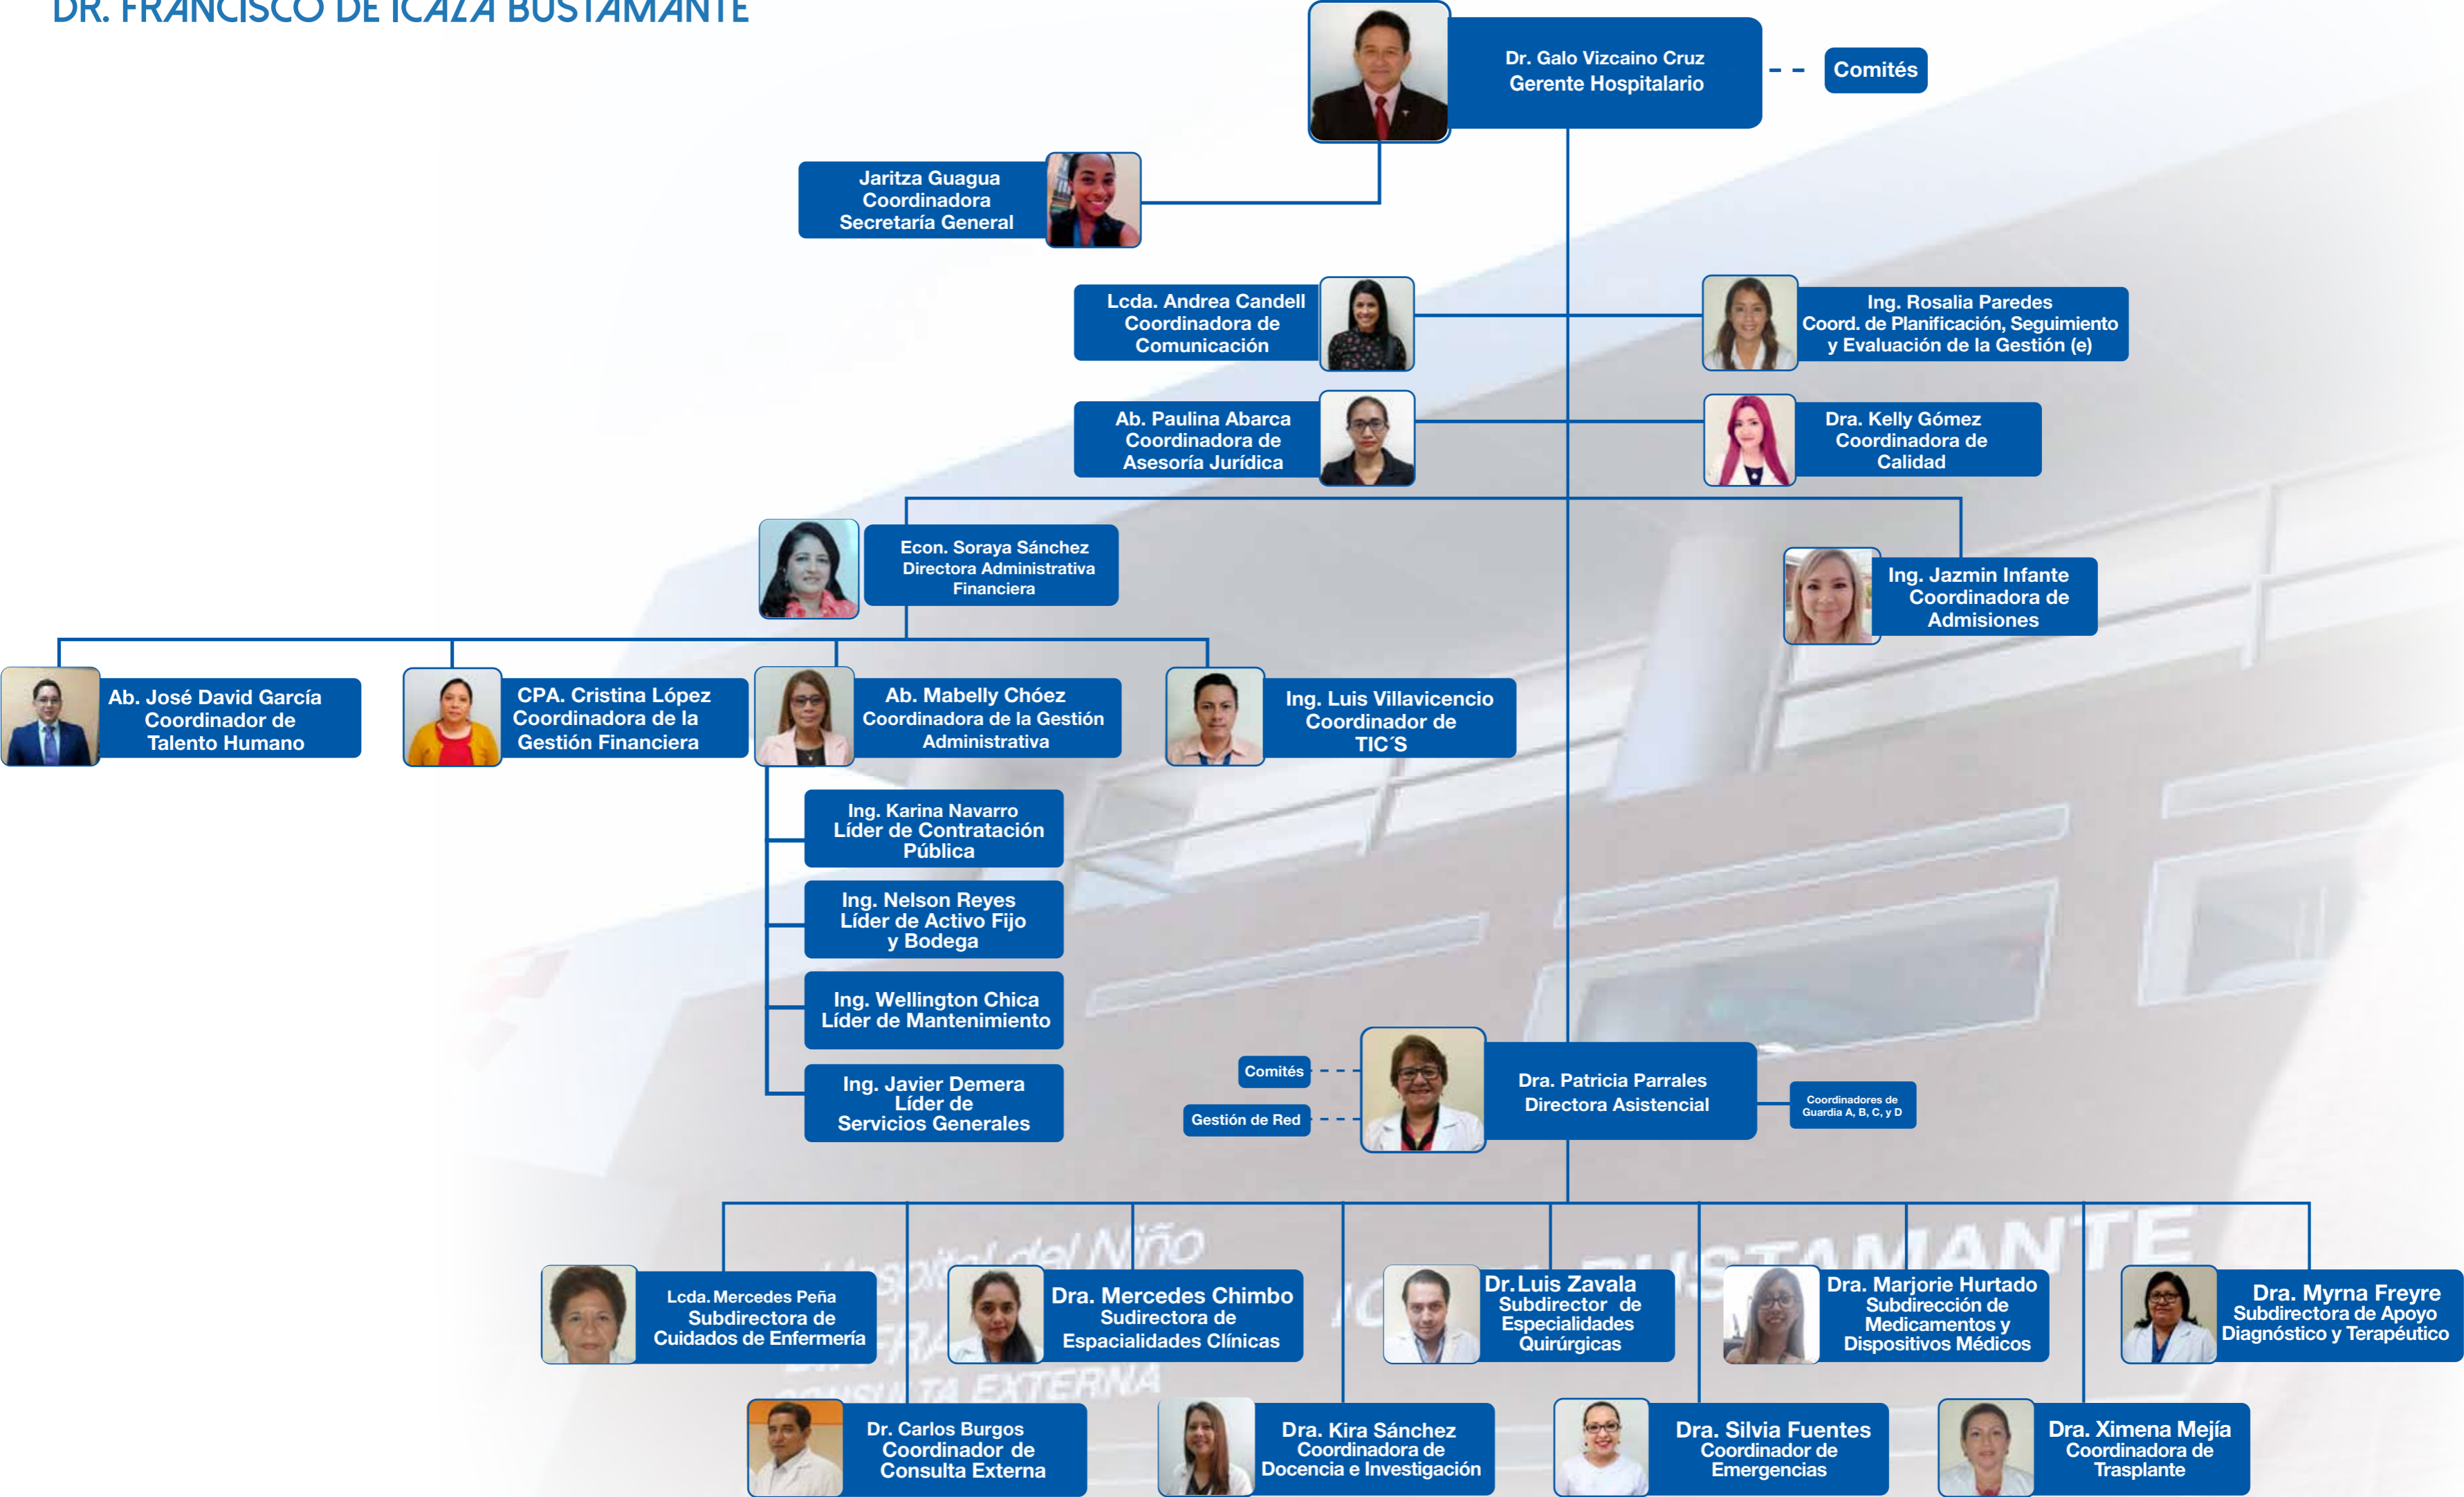 DR. FRANCISCO DE ICAZA BUSTAMANTE
Dr. Galo Vizcaino Cruz
Gerente Hospitalario
Comités
Jaritza Guagua
Coordinadora
Secretaría General
Lcda. Andrea Candell
Coordinadora de
Comunicación
Ing. Rosalia Paredes
Coord. de Planificación, Seguimiento
y Evaluación de la Gestión (e)
Ab. Paulina Abarca
Coordinadora de
Asesoría Jurídica
Dra. Kelly Gómez
Coordinadora de
Calidad
Econ. Soraya Sánchez
Directora Administrativa
Financiera
Ing. Jazmin Infante
Coordinadora de
Admisiones
Ab. José David García
Coordinador de
Talento Humano
CPA. Cristina López
Coordinadora de la
Gestión Financiera
Ab. Mabelly Chóez
Coordinadora de la Gestión
Administrativa
Ing. Luis Villavicencio
Coordinador de
TIC´S
Ing. Karina Navarro
Líder de Contratación
Pública
Ing. Nelson Reyes
Líder de Activo Fijo
y Bodega
Ing. Wellington Chica
Líder de Mantenimiento
Ing. Javier Demera
Líder de
Servicios Generales
Comités
Gestión de Red
Dra. Patricia Parrales
Directora Asistencial
Coordinadores de
Guardia A, B, C, y D
Hospital del Niño
BUSTAMANTE
CONSULTA EXTERNA
Lcda. Mercedes Peña
Subdirectora de
Cuidados de Enfermería
Dra. Mercedes Chimbo
Sudirectora de
Espacialidades Clínicas
Dr. Luis Zavala
Subdirector de
Especialidades
Quirúrgicas
Dra. Marjorie Hurtado
Subdirección de
Medicamentos y
Dispositivos Médicos
Dra. Myrna Freyre
Subdirectora de Apoyo
Diagnóstico y Terapéutico
Dr. Carlos Burgos
Coordinador de
Consulta Externa
Dra. Kira Sánchez
Coordinadora de
Docencia e Investigación
Dra. Silvia Fuentes
Coordinador de
Emergencias
Dra. Ximena Mejía
Coordinadora de
Trasplante